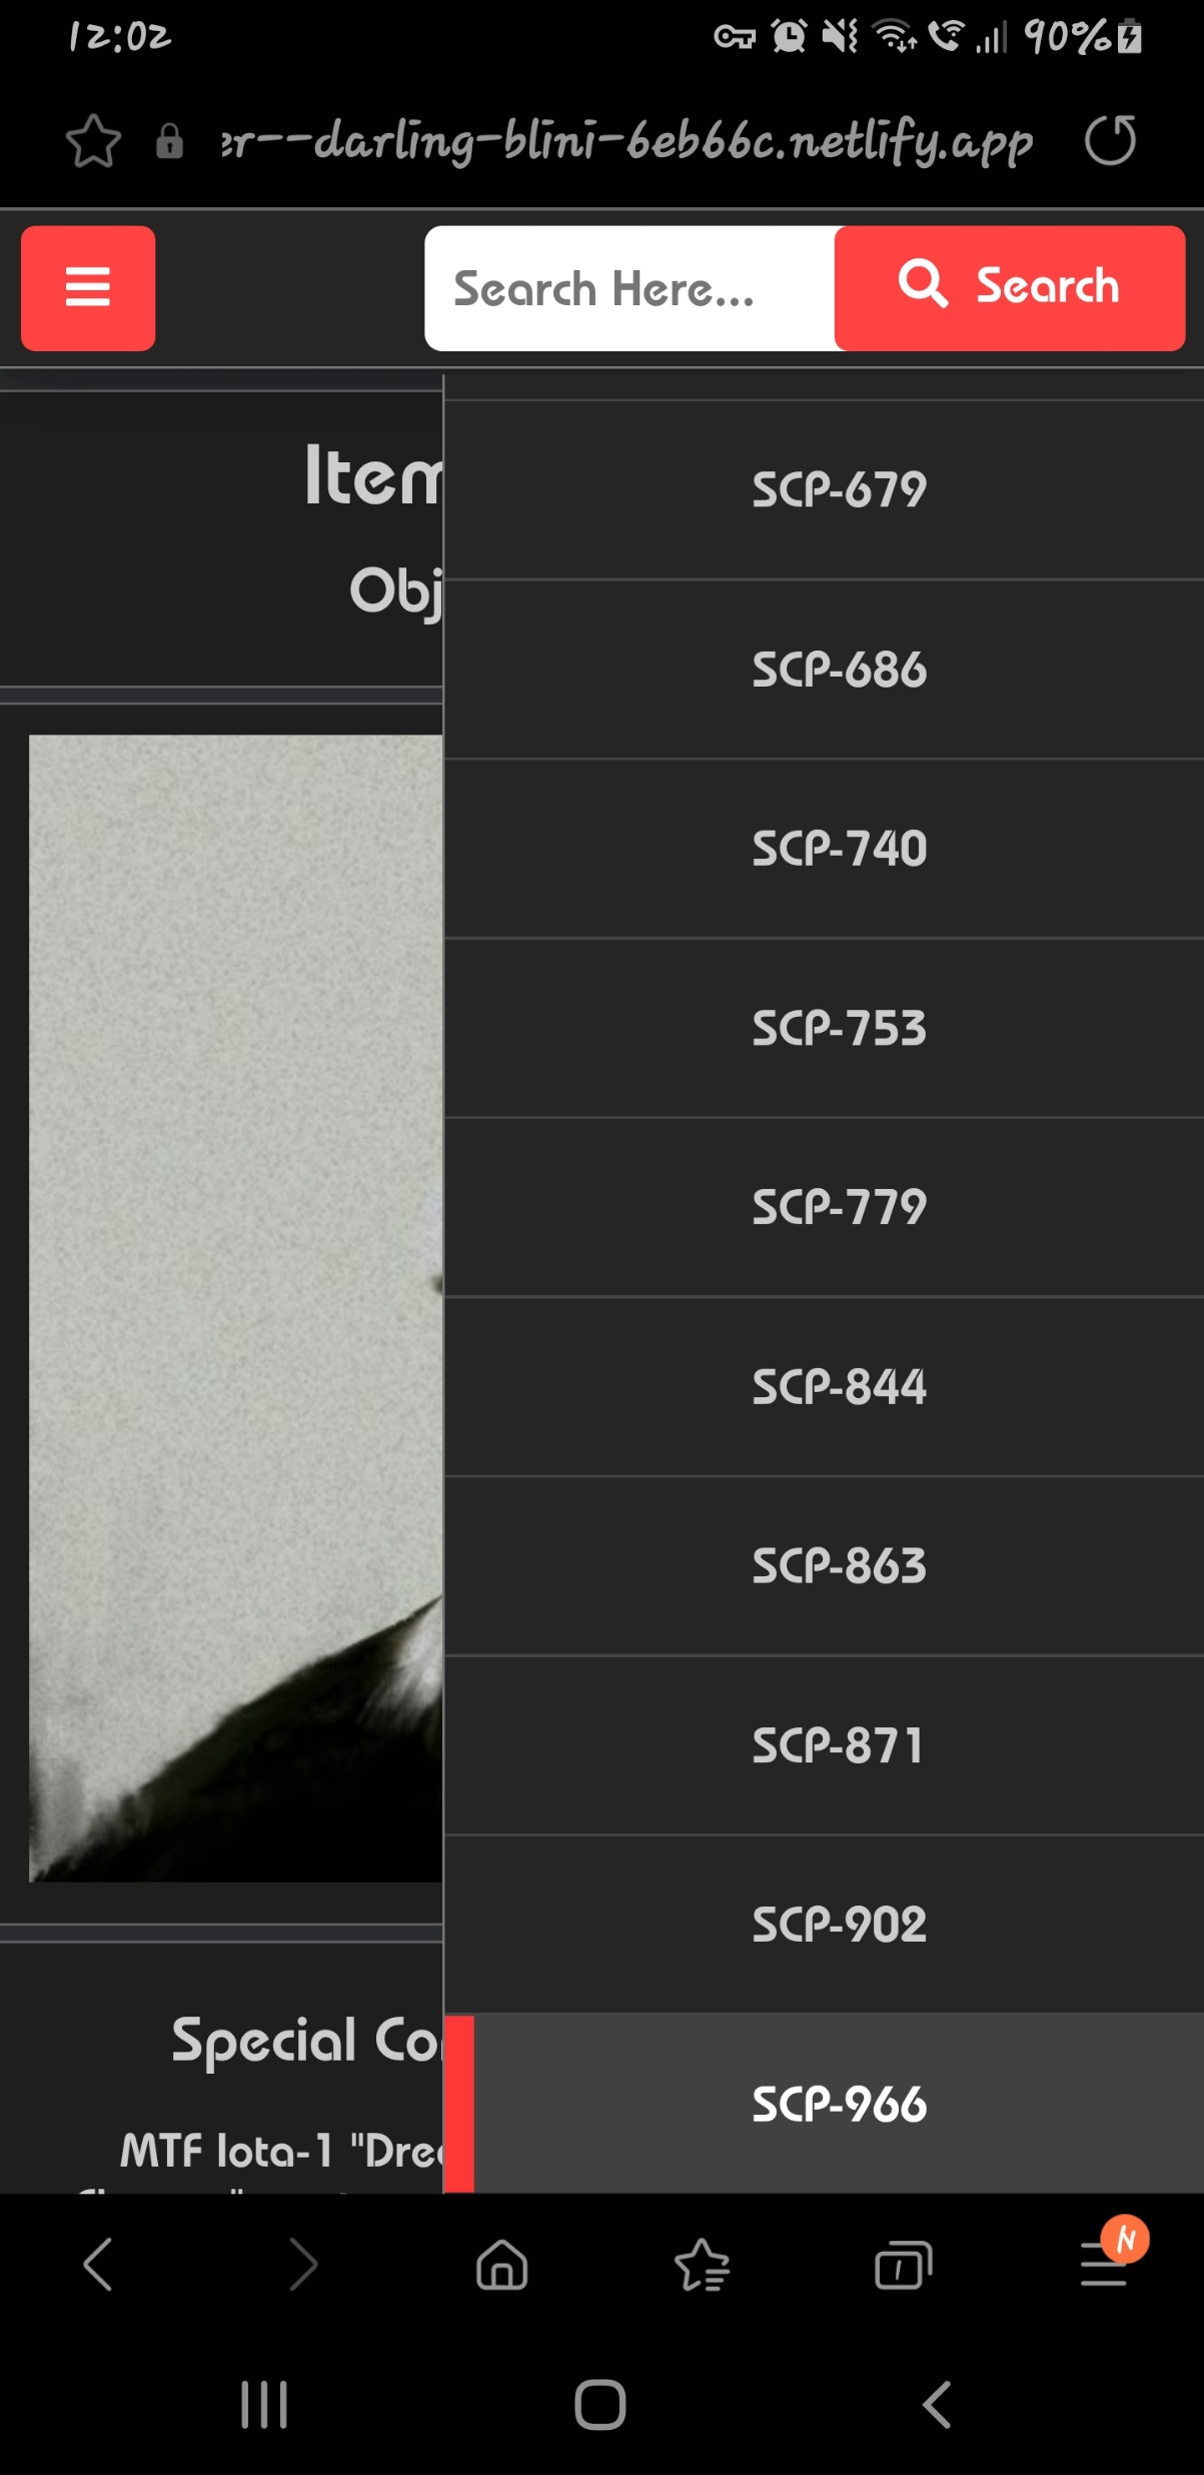 12:02
90%
er--darling-blini-6eb66c.netlify.app
Search Here...
Search
Item
Obj
SCP-679
SCP-686
SCP-740
SCP-753
SCP-779
SCP-844
SCP-863
SCP-871
SCP-902
SCP-966
Special Co
MTF Iota-1 "Drea
1
N